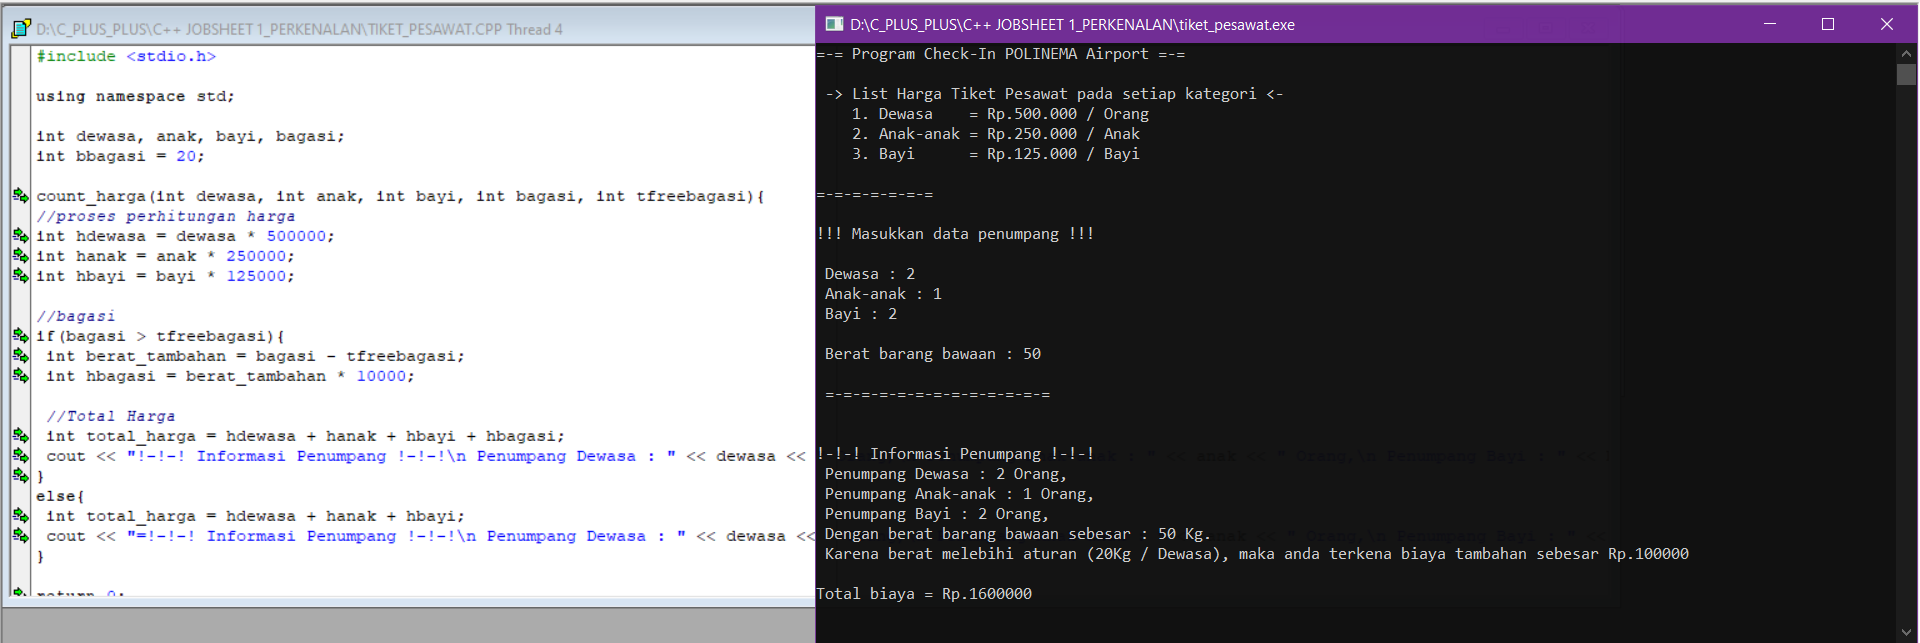 D:\C_PLUS_PLUS\C++ JOBSHEET 1_PERKENALAN\TIKET_PESAWAT.CPP Thread 4
#include <stdio.h>
using namespace std;
int dewasa, anak, bayi, bagasi;
int bbagasi = 20;
count_harga(int dewasa, int anak, int bayi, int bagasi, int tfreebagasi){
//proses perhitungan harga
int hdewasa = dewasa * 500000;
int hanak = anak * 250000;
int hbayi = bayi * 125000;
//bagasi
if(bagasi > tfreebagasi){
int berat_tambahan = bagasi - tfreebagasi;
int hbagasi = berat_tambahan * 10000;
//Total Harga
int total_harga = hdewasa + hanak + hbayi + hbagasi;
cout << "!-!-! Informasi Penumpang !-!-!\n Penumpang Dewasa : " << dewasa <<
}
else{
int total_harga = hdewasa + hanak + hbayi;
cout << "=!-!-! Informasi Penumpang !-!-!\n Penumpang Dewasa : " << dewasa <<
}
return 0;
D:\C_PLUS_PLUS\C++ JOBSHEET 1_PERKENALAN\tiket_pesawat.exe
=-= Program Check-In POLINEMA Airport =-=
-> List Harga Tiket Pesawat pada setiap kategori <-
1. Dewasa    = Rp.500.000 / Orang
2. Anak-anak = Rp.250.000 / Anak
3. Bayi      = Rp.125.000 / Bayi
=-=-=-=-=-=-=
!!! Masukkan data penumpang !!!
Dewasa : 2
Anak-anak : 1
Bayi : 2
Berat barang bawaan : 50
=-=-=-=-=-=-=-=-=-=-=-=-=
!-!-! Informasi Penumpang !-!-!
Penumpang Dewasa : 2 Orang,
Penumpang Anak-anak : 1 Orang,
Penumpang Bayi : 2 Orang,
Dengan berat barang bawaan sebesar : 50 Kg.
Karena berat melebihi aturan (20Kg / Dewasa), maka anda terkena biaya tambahan sebesar Rp.100000
Total biaya = Rp.1600000